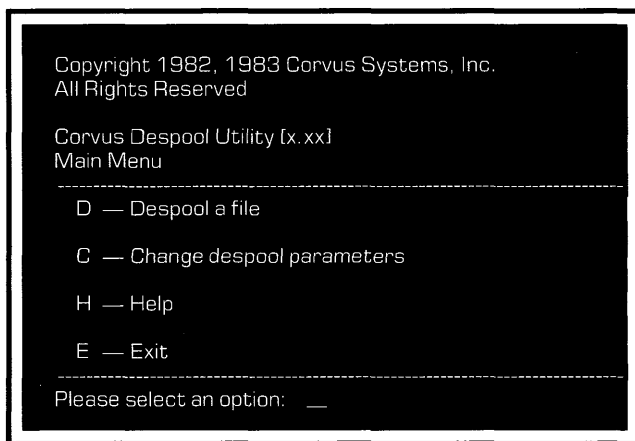 Copyright 1982, 1983 Corvus Systems, Inc.
All Rights Reserved
Corvus Despool Utility [x.xx]
Main Menu
D — Despool a file
C — Change despool parameters
H — Help
E — Exit
Please select an option: __